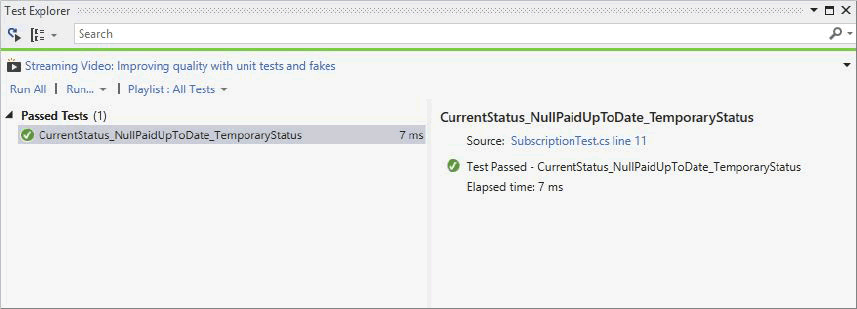 Test Explorer
Search
Streaming Video: Improving quality with unit tests and fakes
Run All | Run... | Playlist : All Tests
Passed Tests (1)
CurrentStatus_NullPaidUpToDate_TemporaryStatus 7 ms
CurrentStatus_NullPaidUpToDate_TemporaryStatus
Source: SubscriptionTest.cs line 11
Test Passed - CurrentStatus_NullPaidUpToDate_TemporaryStatus
Elapsed time: 7 ms